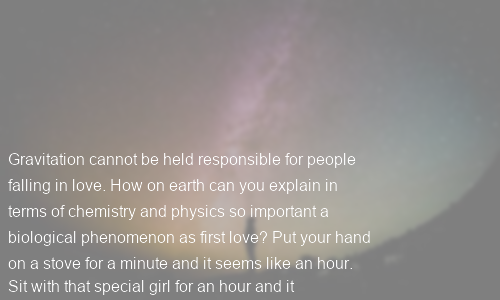 Gravitation cannot be held responsible for people
falling in love. How on earth can you explain in
terms of chemistry and physics so important a
biological phenomenon as first love? Put your hand
on a stove for a minute and it seems like an hour.
Sit with that special girl for an hour and it